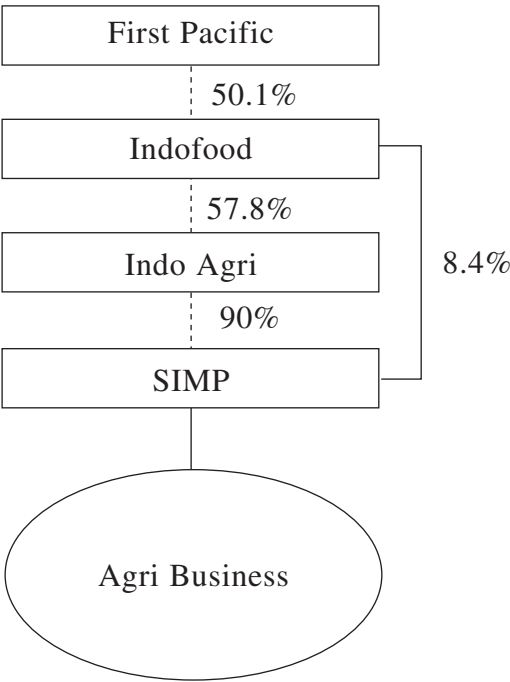 First Pacific
50.1%
Indofood
57.8%
Indo Agri
8.4%
90%
SIMP
Agri Business